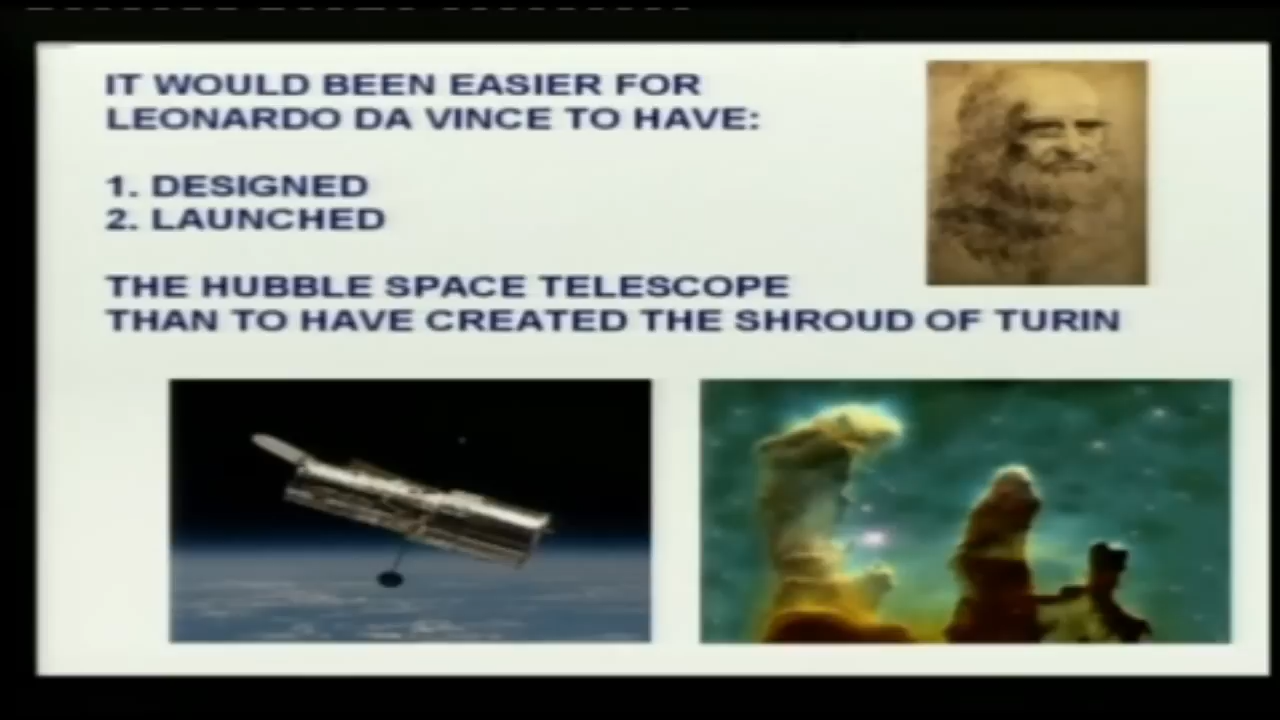 IT WOULD BEEN EASIER FOR
LEONARDO DA VINCE TO HAVE:
1. DESIGNED
2. LAUNCHED
THE HUBBLE SPACE TELESCOPE
THAN TO HAVE CREATED THE SHROUD OF TURIN